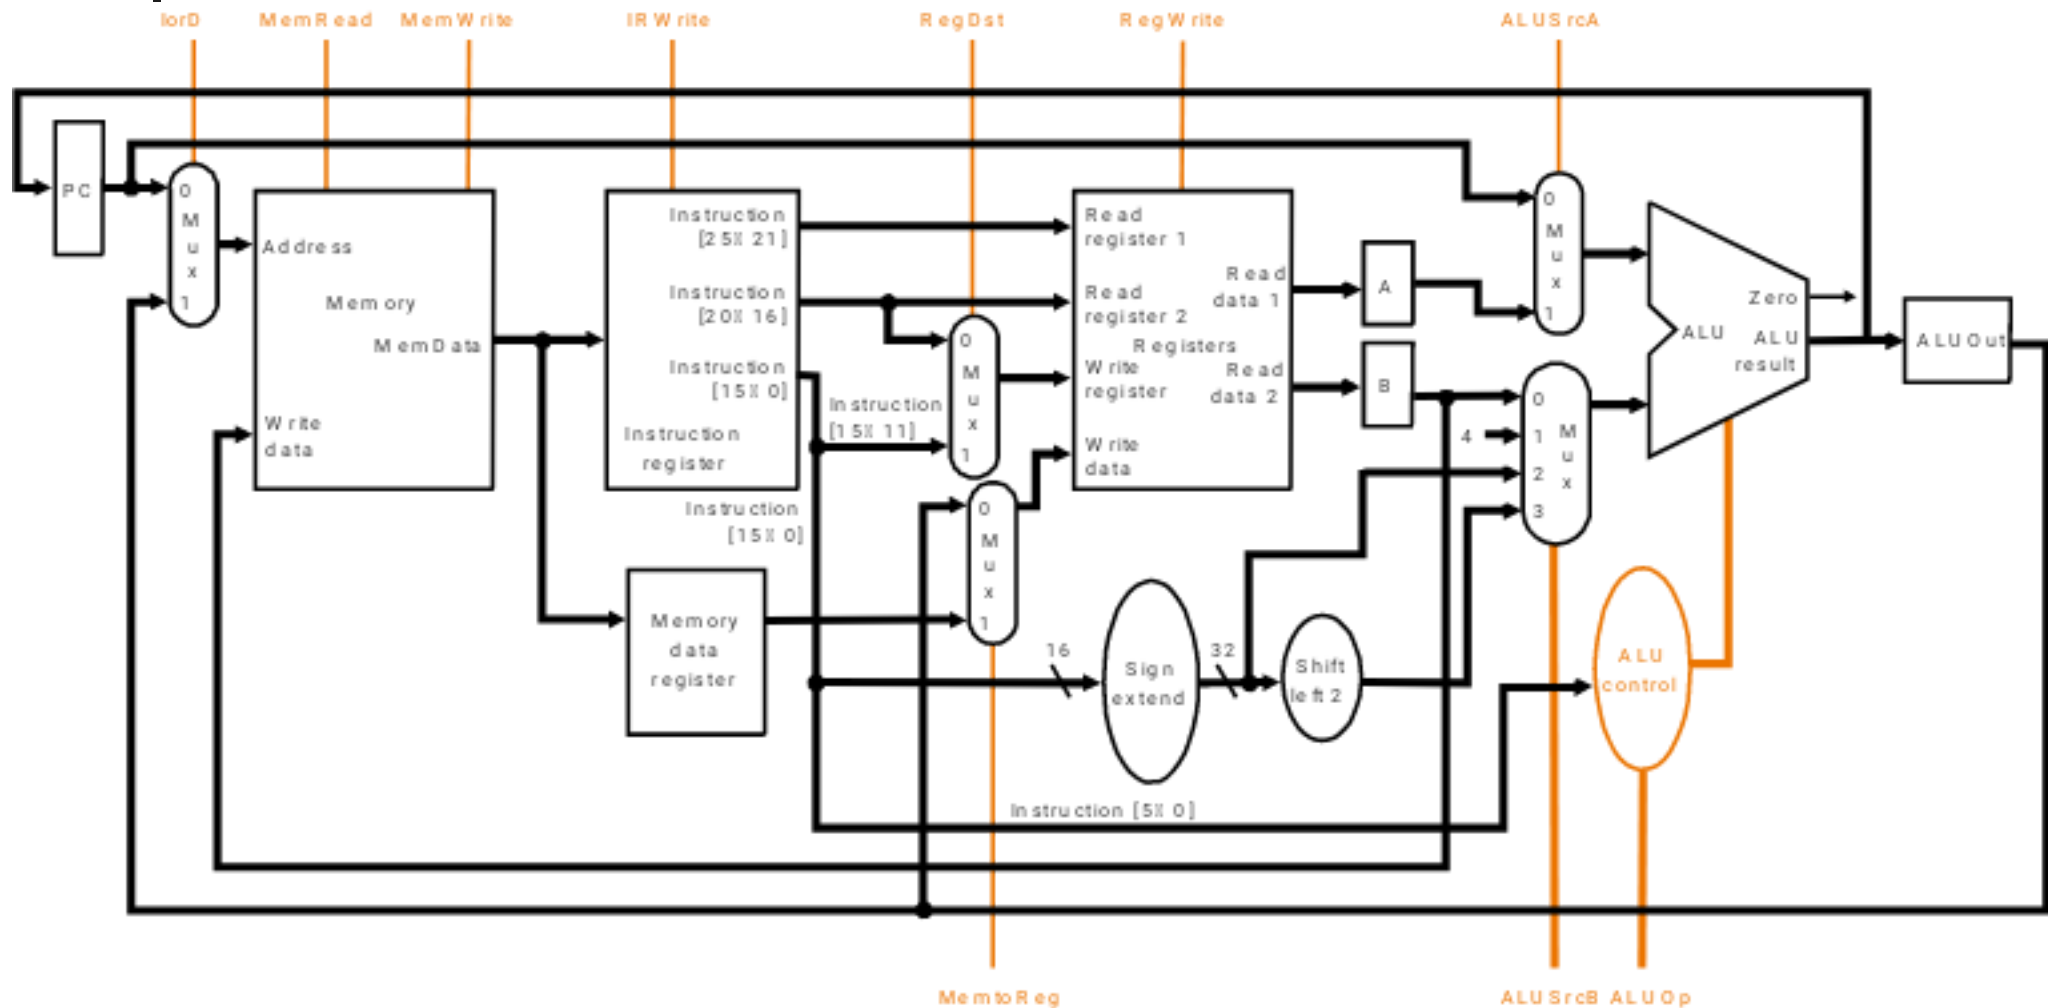 IorD MemRead MemWrite IRWrite RegDst RegWrite ALUSrcA
PC
0
M
u
x
1
Address
Memory
MemData
Write
data
Instruction
[25% 21]
Instruction
[20% 16]
Instruction
[15% 0]
Instruction
register
Instruction
[15% 0]
Instruction
[15% 11]
Memory
data
register
0
M
u
x
1
0
M
u
x
1
Read
register 1
Read
register 2
Registers
Write
register
Write
data
Read
data 1
Read
data 2
A
B
0
M
u
x
1
4
0
1
2
3
M
u
x
Zero
ALU
ALU
result
ALUOut
16
Sign
extend
32
Shift
left 2
ALU
control
Instruction [5% 0]
MemtoReg ALUSrcB ALUOp